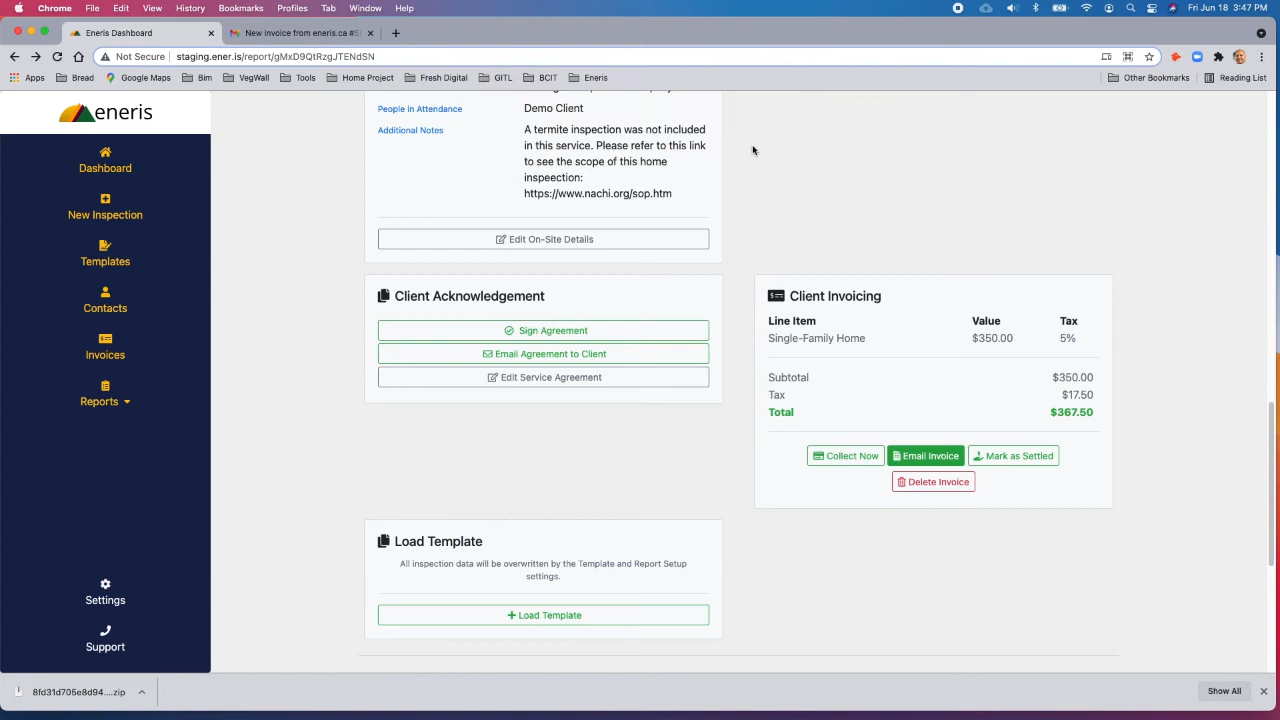 Chrome File Edit View History Bookmarks Profiles Tab Window Help Fri Jun 18 3:47 PM
Eneris Dashboard New invoice from eneris.ca
Not Secure staging.ener.is/report/gMxD9QtRzgJTENdSN
Apps Bread Google Maps Bim VegWall Tools Home Project Fresh Digital GITL BCIT Eneris Other Bookmarks Reading List
eneris
Dashboard
New Inspection
Templates
Contacts
Invoices
Reports
Settings
Support
People in Attendance Demo Client
Additional Notes A termite inspection was not included
in this service. Please refer to this link
to see the scope of this home
inspeection:
https://www.nachi.org/sop.htm
Edit On-Site Details
Client Acknowledgement
Sign Agreement
Email Agreement to Client
Edit Service Agreement
Client Invoicing
Line Item Value Tax
Single-Family Home $350.00 5%
Subtotal $350.00
Tax $17.50
Total $367.50
Collect Now Email Invoice Mark as Settled
Delete Invoice
Load Template
All inspection data will be overwritten by the Template and Report Setup
settings.
Load Template
8fd31d705e8d94....zip Show All